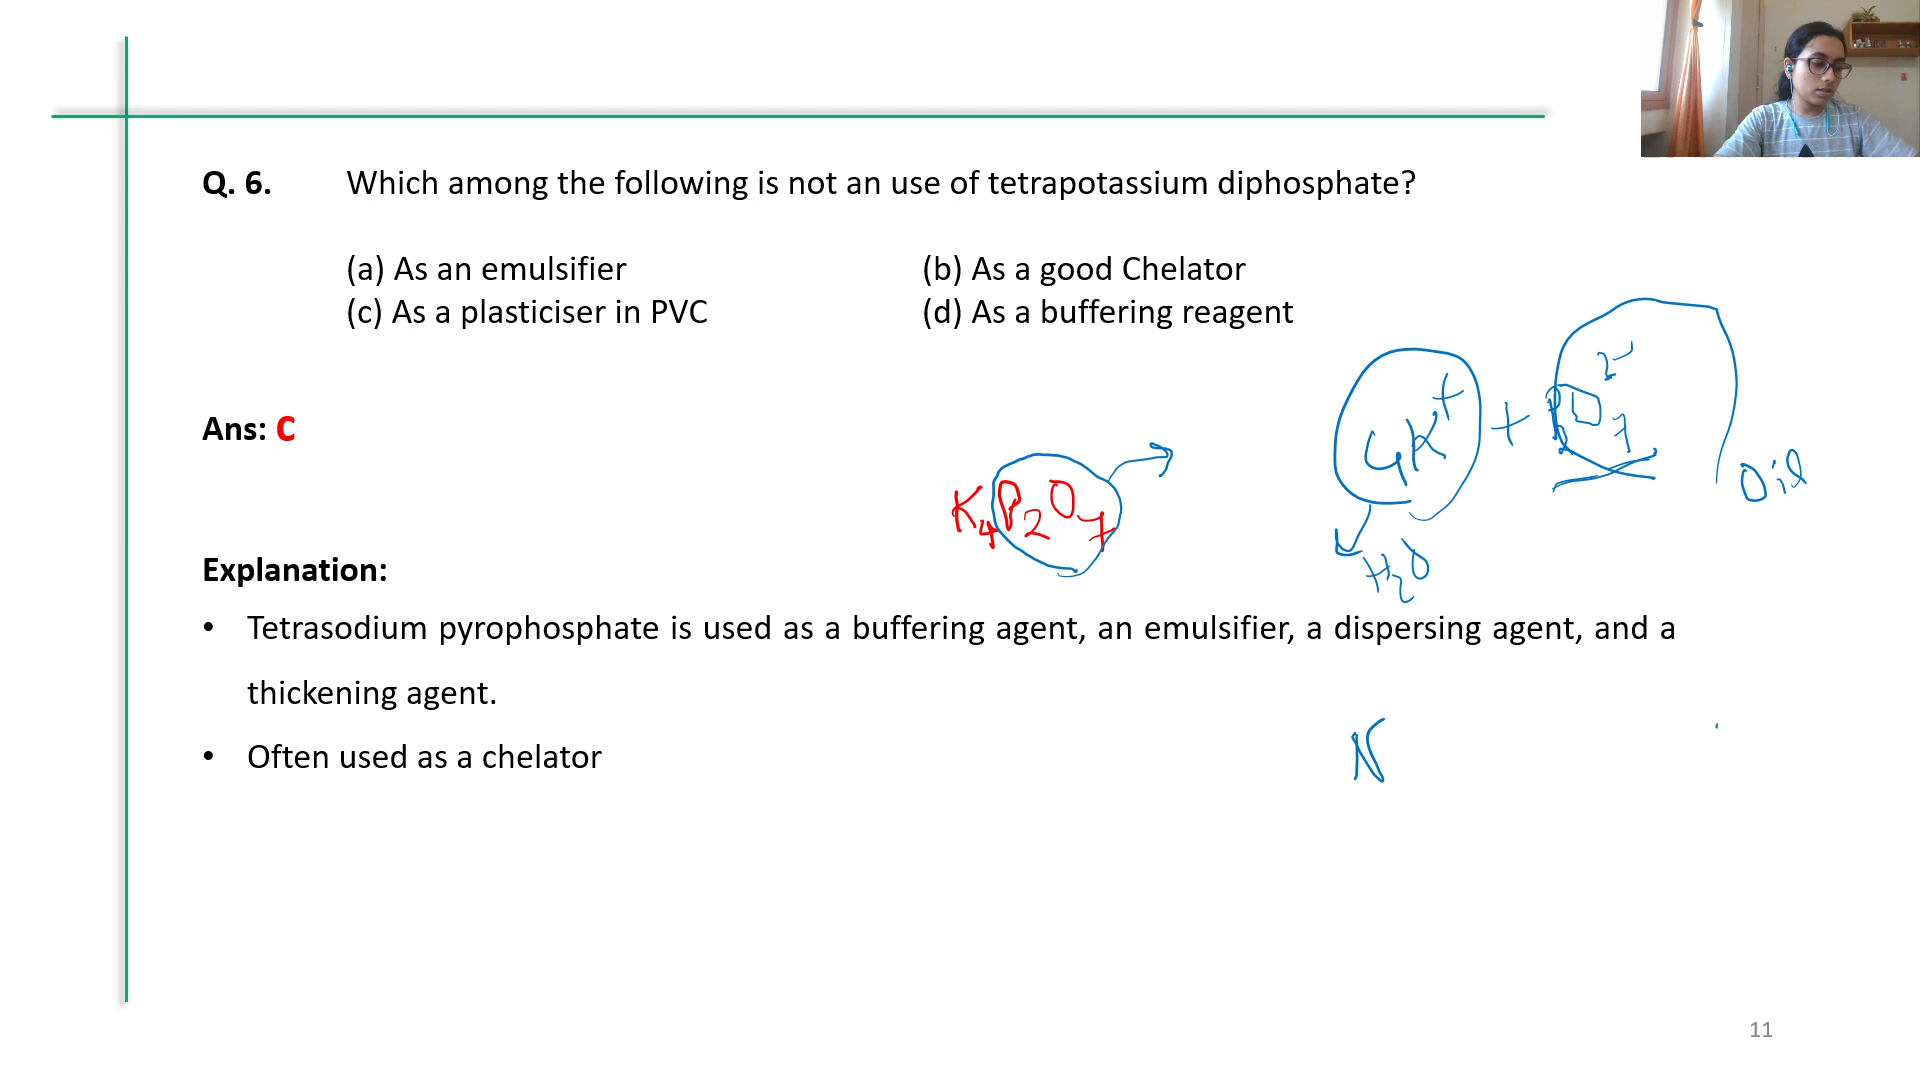 Q. 6. Which among the following is not an use of tetrapotassium diphosphate?
(a) As an emulsifier (b) As a good Chelator
(c) As a plasticiser in PVC (d) As a buffering reagent
Ans: C
K4P2O7
4K+ +
Oil
H2O
Explanation:
• Tetrasodium pyrophosphate is used as a buffering agent, an emulsifier, a dispersing agent, and a
thickening agent.
• Often used as a chelator
N
11